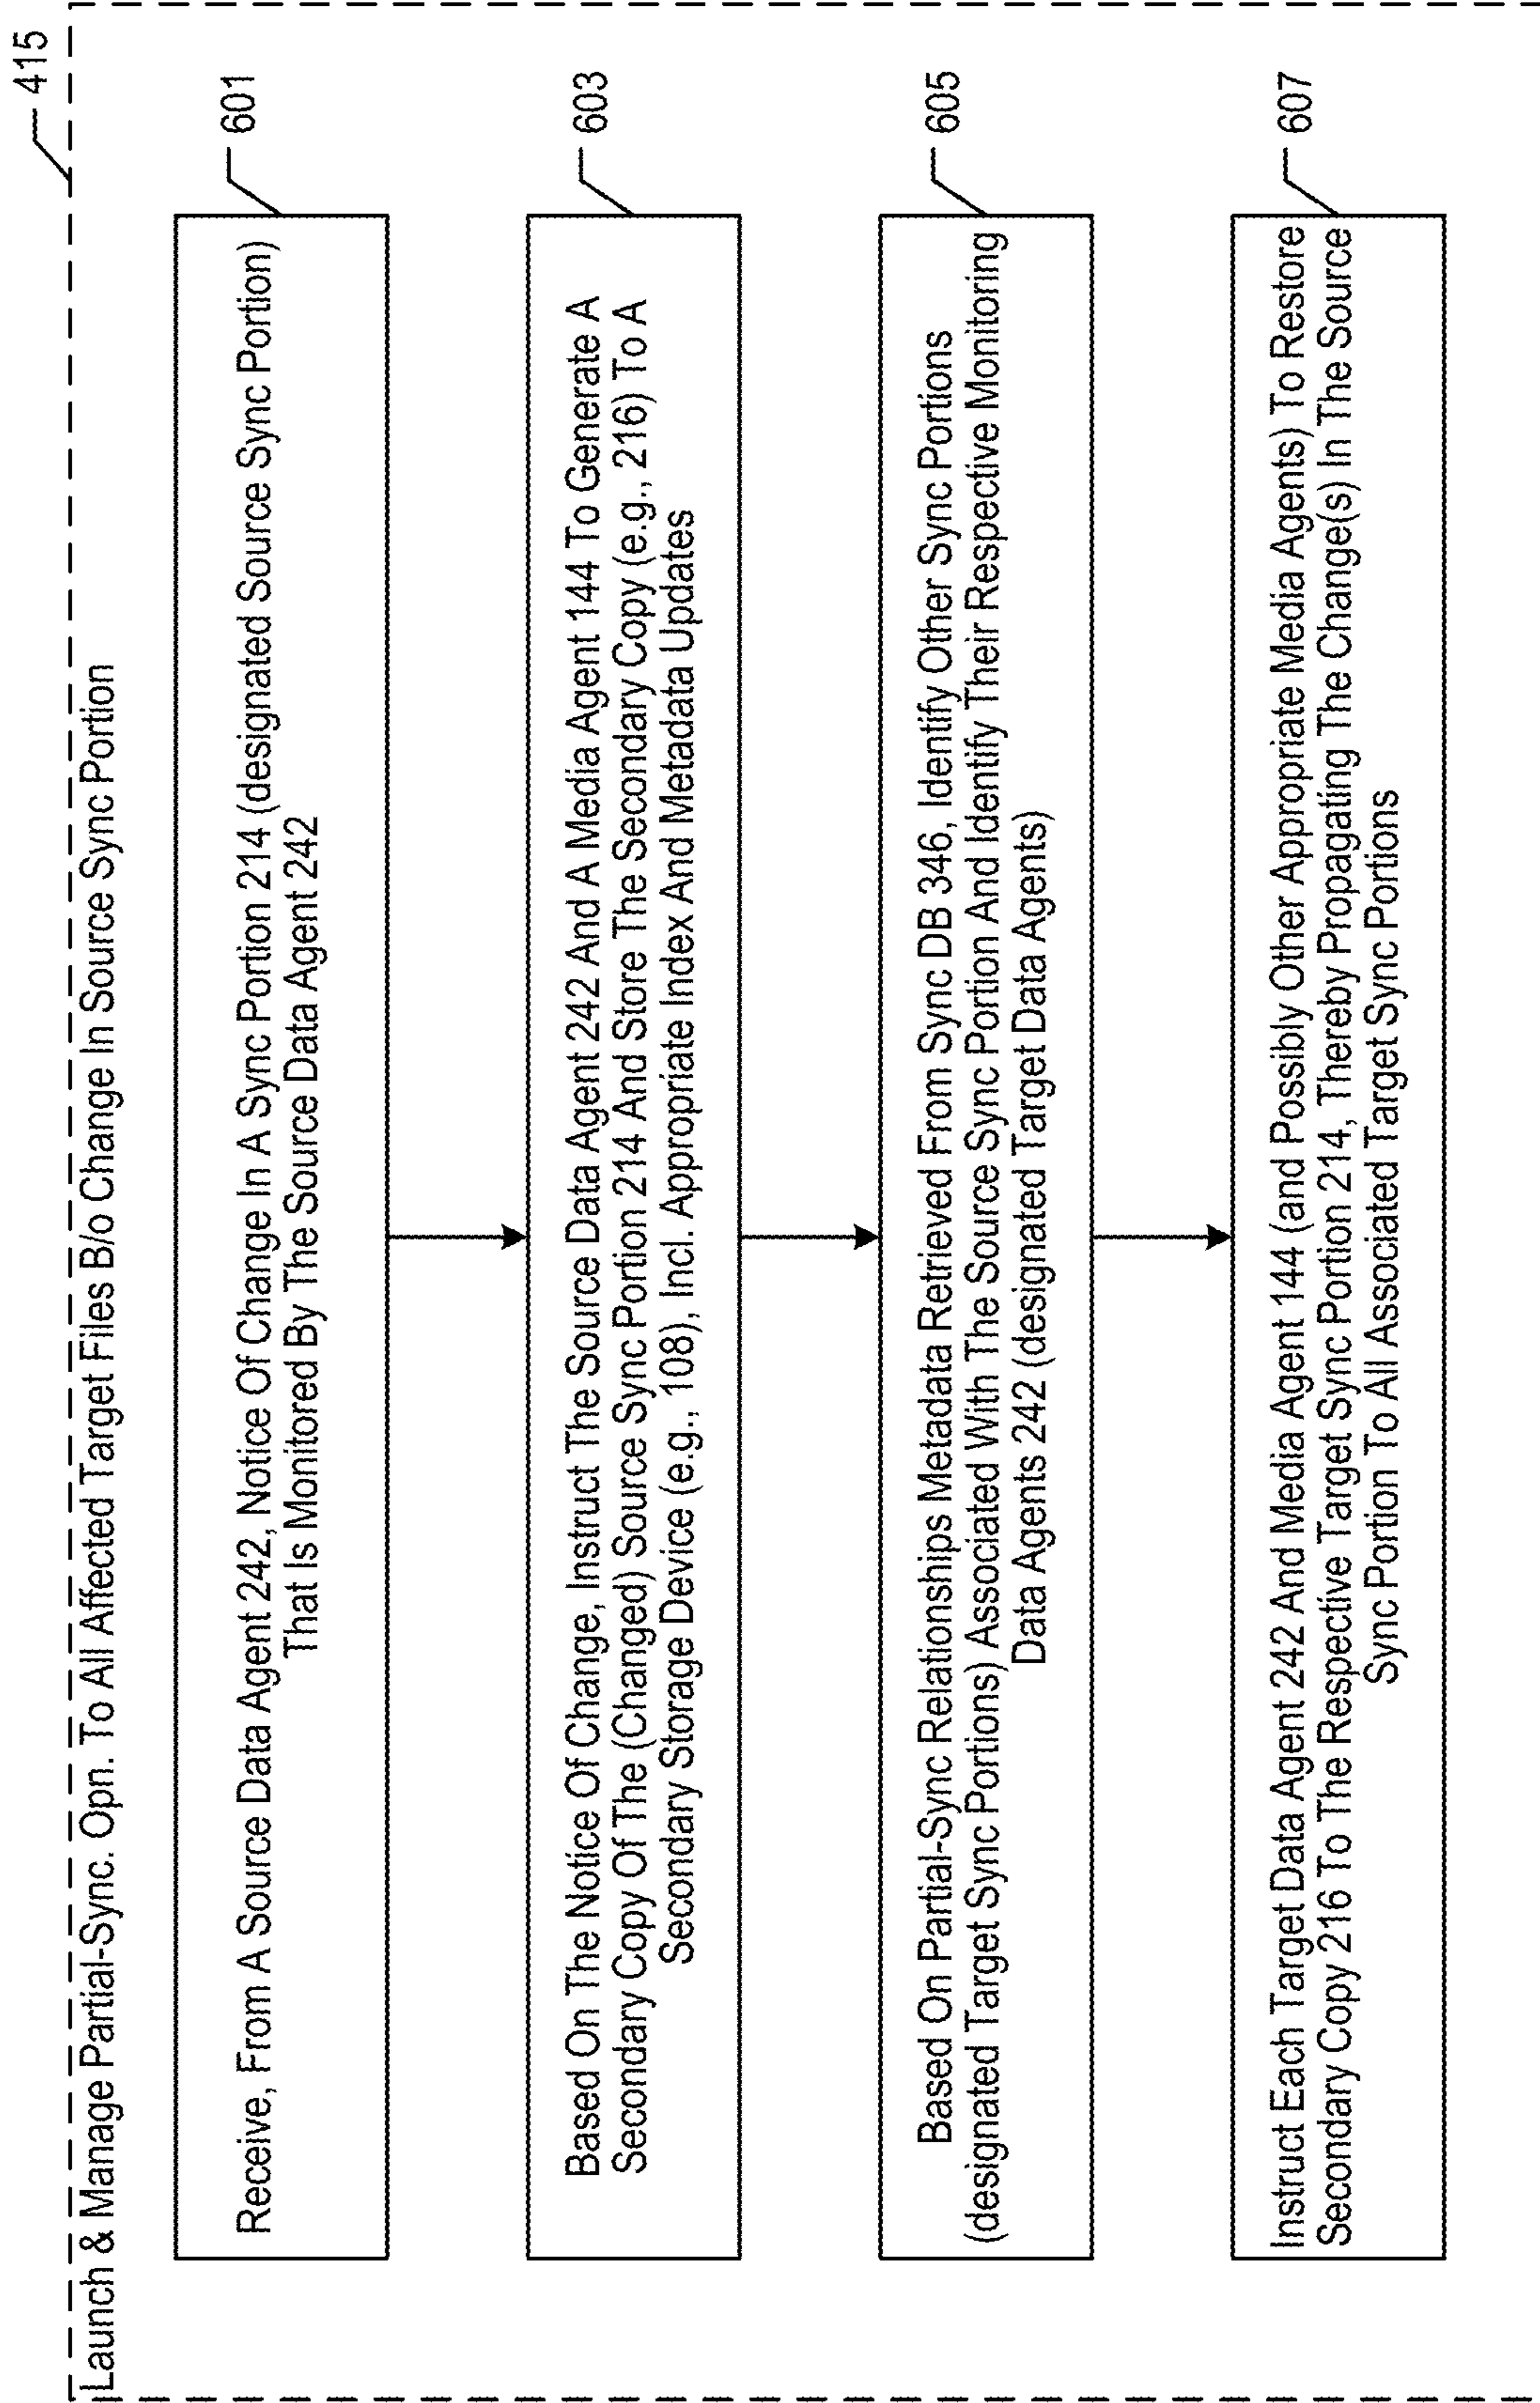 415
Launch & Manage Partial-Sync. Opn. To All Affected Target Files B/o Change In Source Sync Portion
Receive, From A Source Data Agent 242, Notice Of Change In A Sync Portion 214 (designated Source Sync Portion)
That Is Monitored By The Source Data Agent 242
601
Based On The Notice Of Change, Instruct The Source Data Agent 242 And A Media Agent 144 To Generate A
Secondary Copy Of The (Changed) Source Sync Portion 214 And Store The Secondary Copy (e.g., 216) To A
Secondary Storage Device (e.g., 108), Incl. Appropriate Index And Metadata Updates
603
Based On Partial-Sync Relationships Metadata Retrieved From Sync DB 346, Identify Other Sync Portions
(designated Target Sync Portions) Associated With The Source Sync Portion And Identify Their Respective Monitoring
Data Agents 242 (designated Target Data Agents)
605
Instruct Each Target Data Agent 242 And Media Agent 144 (and Possibly Other Appropriate Media Agents) To Restore
Secondary Copy 216 To The Respective Target Sync Portion 214, Thereby Propagating The Change(s) In The Source
Sync Portion To All Associated Target Sync Portions
607